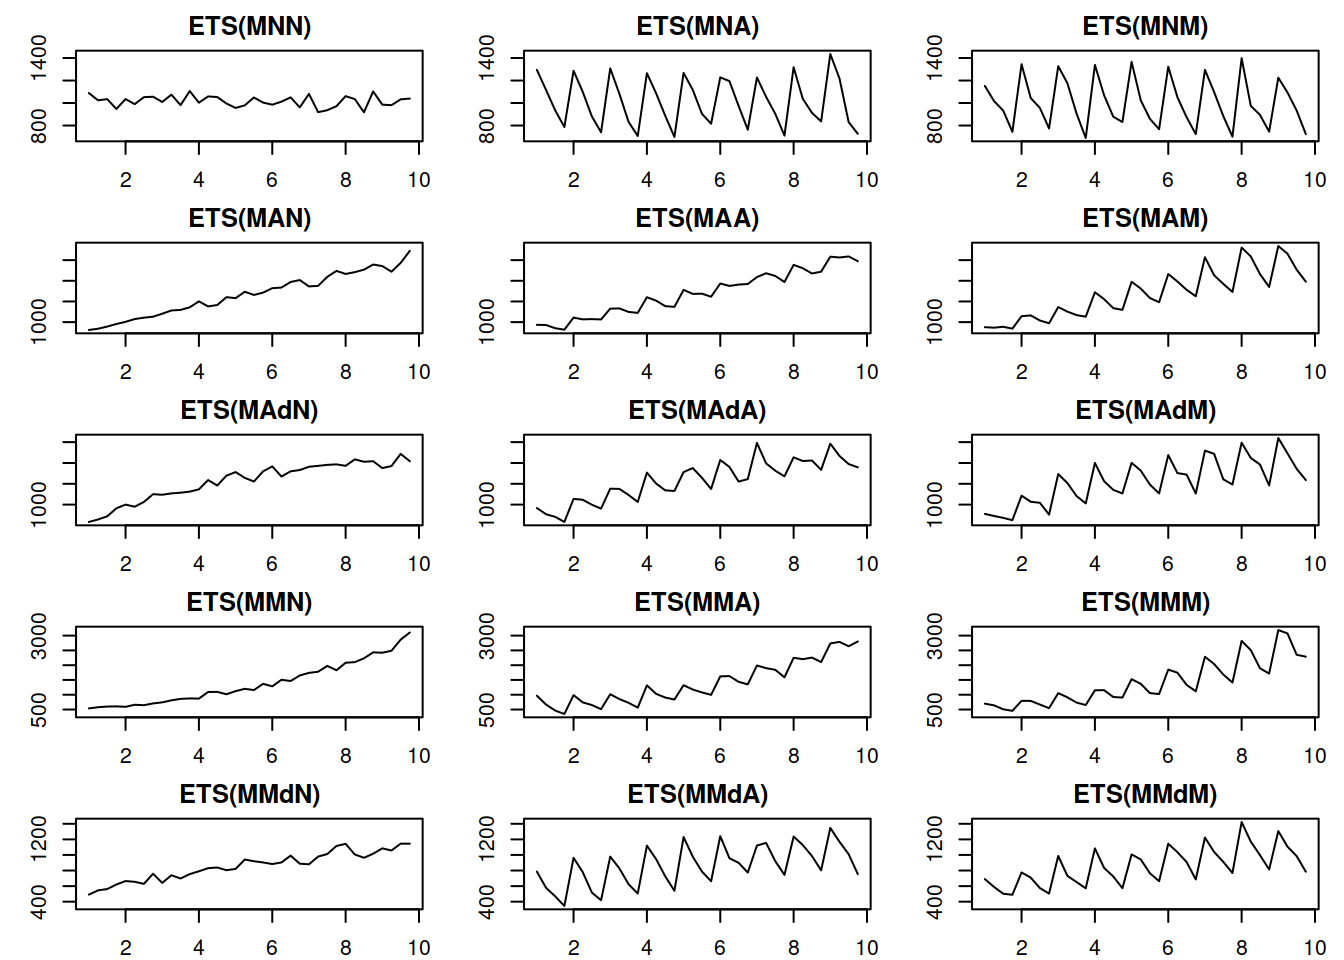 ETS(MNN) ETS(MNA) ETS(MNM)
1400 1400 1400
800 800 800
2 4 6 8 10 2 4 6 8 10 2 4 6 8 10
ETS(MAN) ETS(MAA) ETS(MAM)
1000 1000 1000
2 4 6 8 10 2 4 6 8 10 2 4 6 8 10
ETS(MAdN) ETS(MAdA) ETS(MAdM)
1000 1000 1000
2 4 6 8 10 2 4 6 8 10 2 4 6 8 10
ETS(MMN) ETS(MMA) ETS(MMM)
3000 3000 3000
500 500 500
2 4 6 8 10 2 4 6 8 10 2 4 6 8 10
ETS(MMdN) ETS(MMdA) ETS(MMdM)
1200 1200 1200
400 400 400
2 4 6 8 10 2 4 6 8 10 2 4 6 8 10